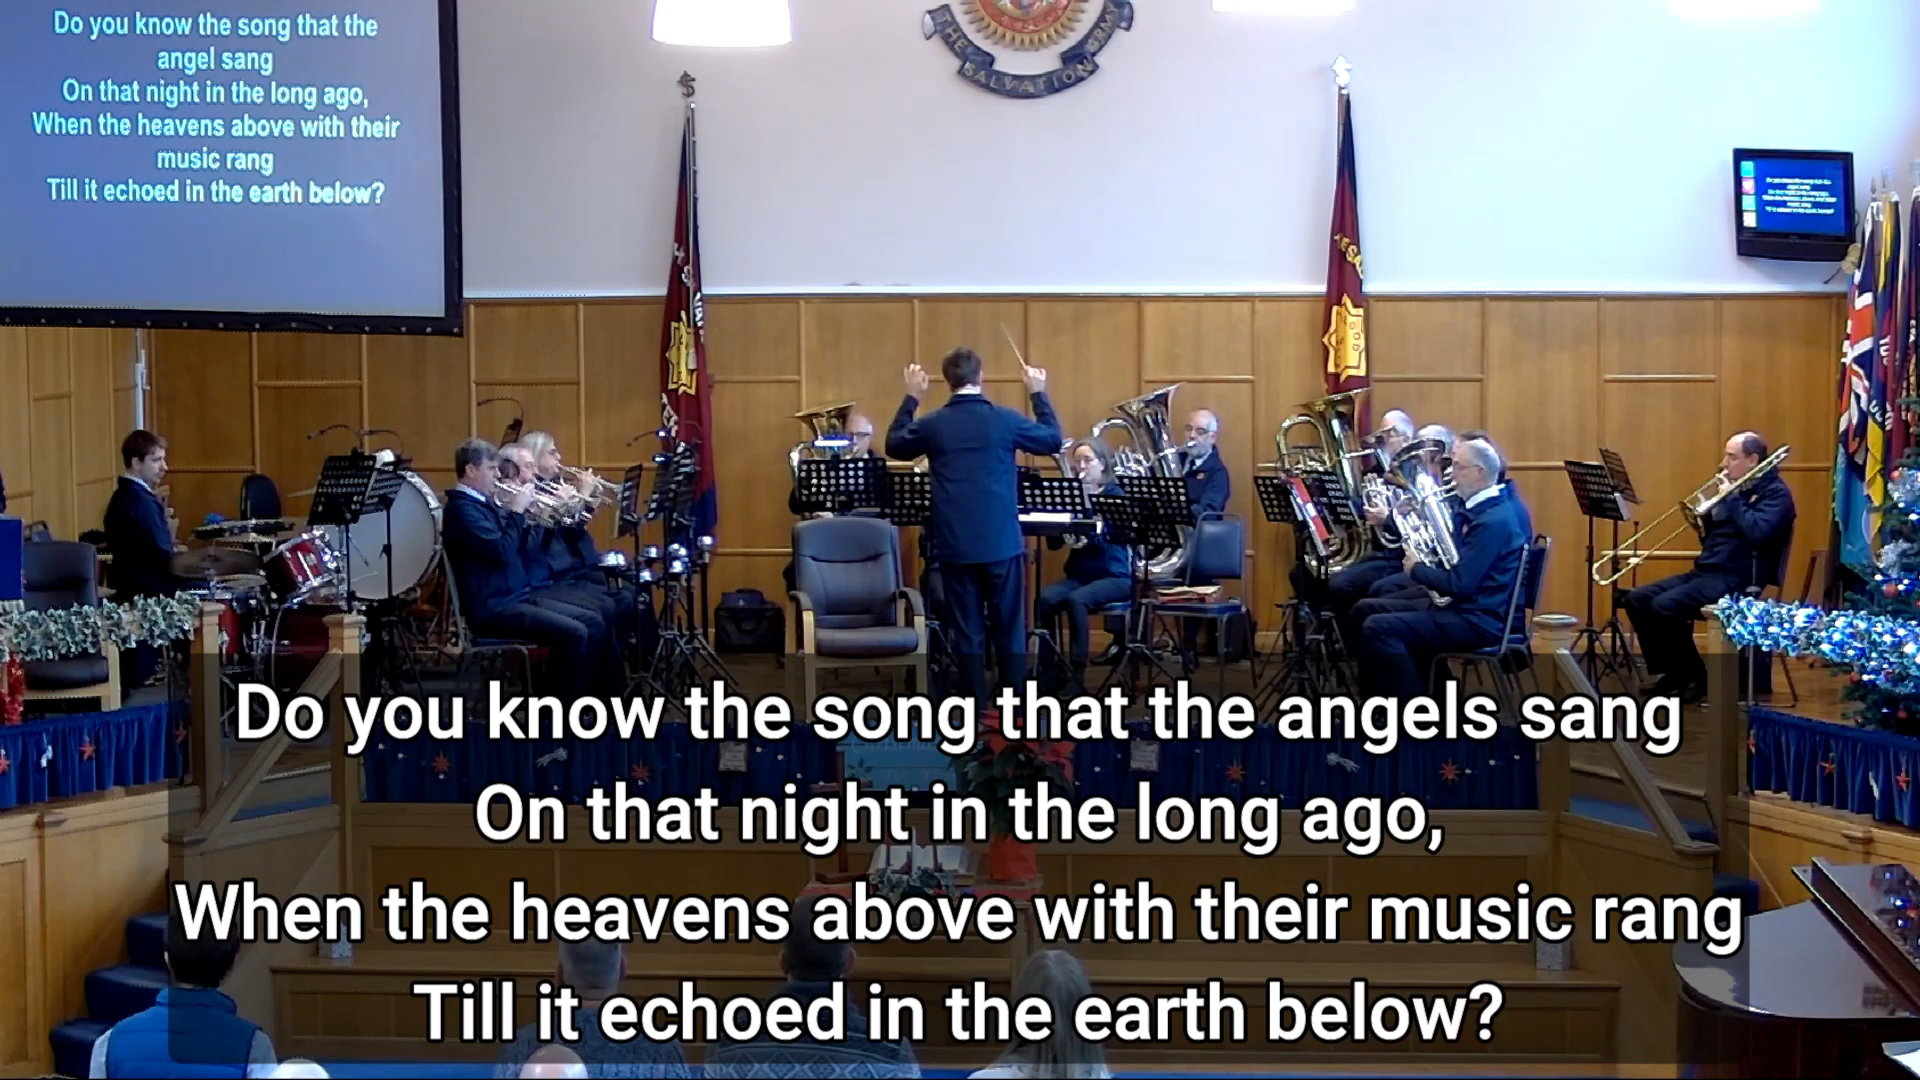 Do you know the song that the
angel sang
On that night in the long ago,
When the heavens above with their
music rang
Till it echoed in the earth below?
THE SALVATION ARMY
Do you know the song that the angels sang
On that night in the long ago,
When the heavens above with their music rang
Till it echoed in the earth below?